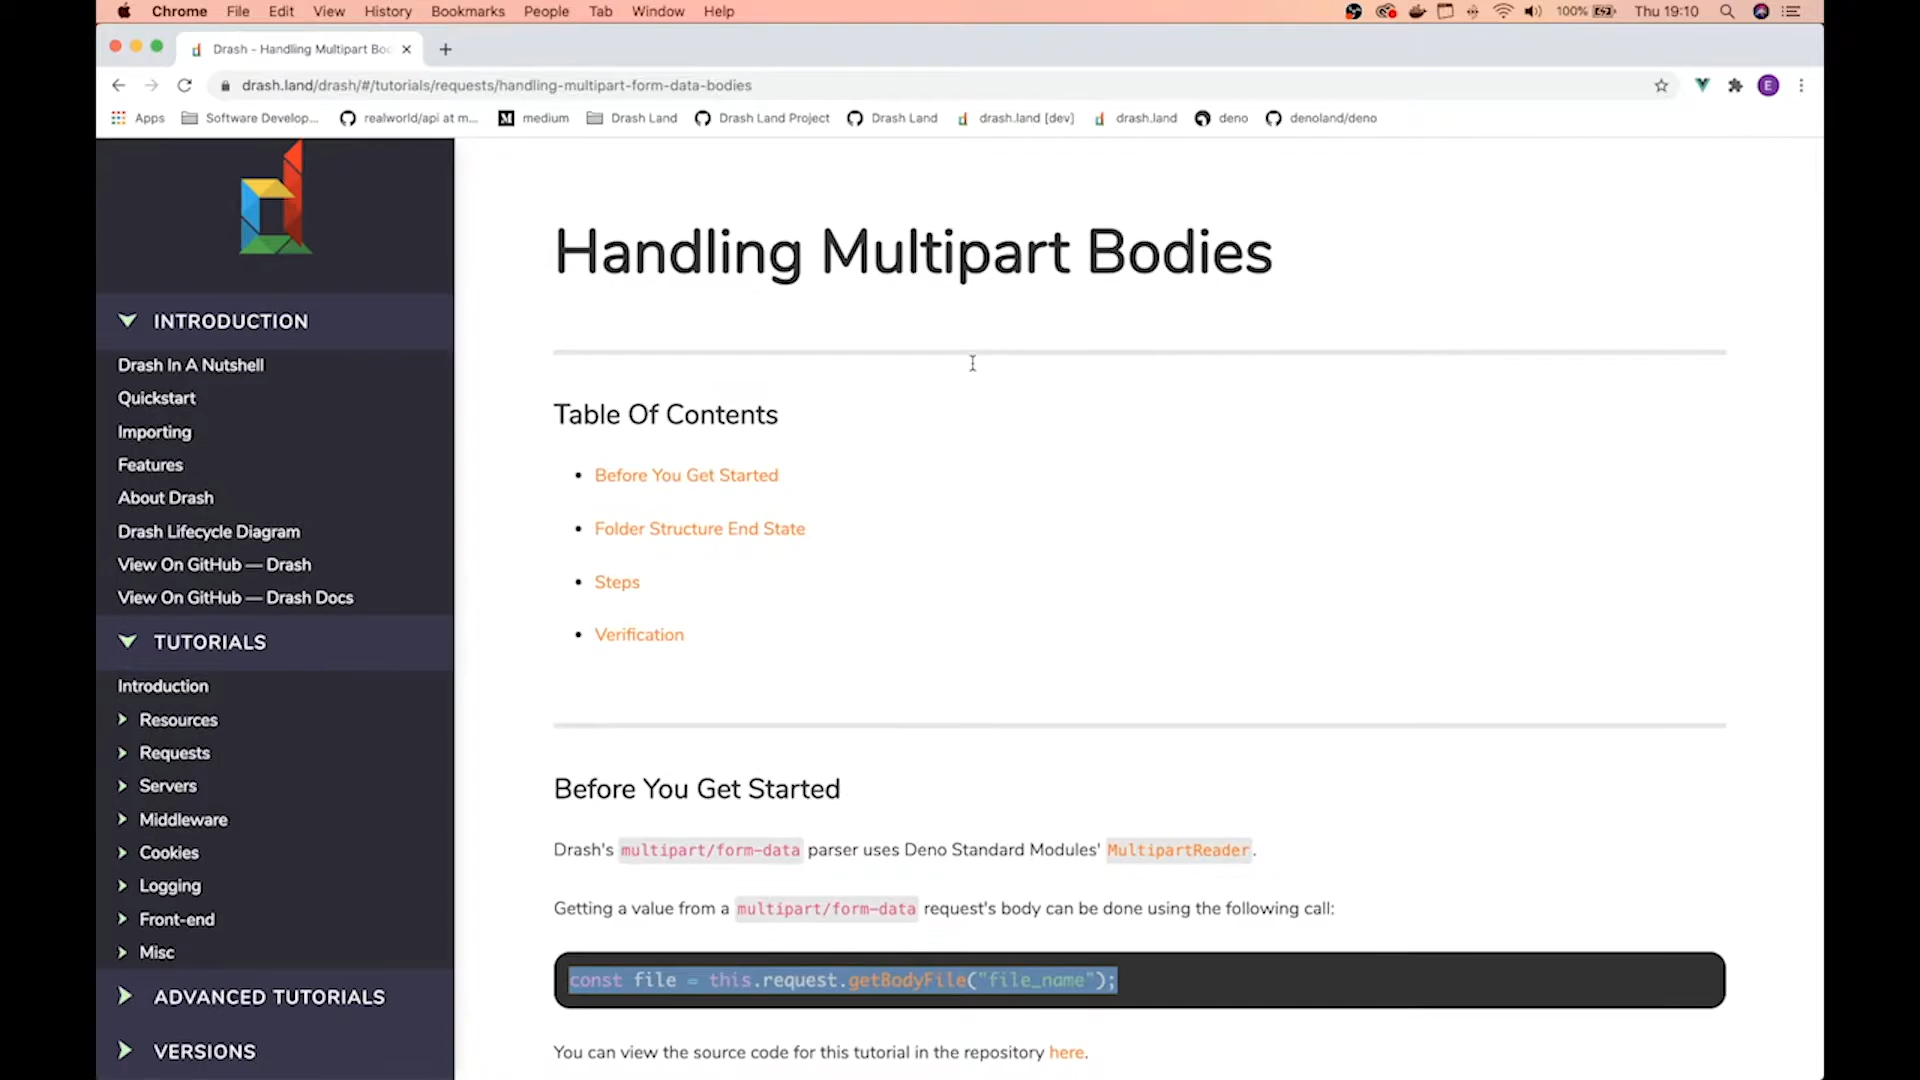 Chrome File Edit View History Bookmarks People Tab Window Help 100% Thu 19:10
Drash - Handling Multipart Boc
drash.land/drash/#/tutorials/requests/handling-multipart-form-data-bodies E
Apps Software Develop... realworld/api at m... M medium Drash Land Drash Land Project Drash Land drash.land [dev] drash.land deno denoland/deno
INTRODUCTION
Drash In A Nutshell
Quickstart
Importing
Features
About Drash
Drash Lifecycle Diagram
View On GitHub — Drash
View On GitHub — Drash Docs
TUTORIALS
Introduction
Resources
Requests
Servers
Middleware
Cookies
Logging
Front-end
Misc
ADVANCED TUTORIALS
VERSIONS
Handling Multipart Bodies
Table Of Contents
• Before You Get Started
• Folder Structure End State
• Steps
• Verification
Before You Get Started
Drash's multipart/form-data parser uses Deno Standard Modules' MultipartReader.
Getting a value from a multipart/form-data request's body can be done using the following call:
const file = this.request.getBodyFile("file_name");
You can view the source code for this tutorial in the repository here.